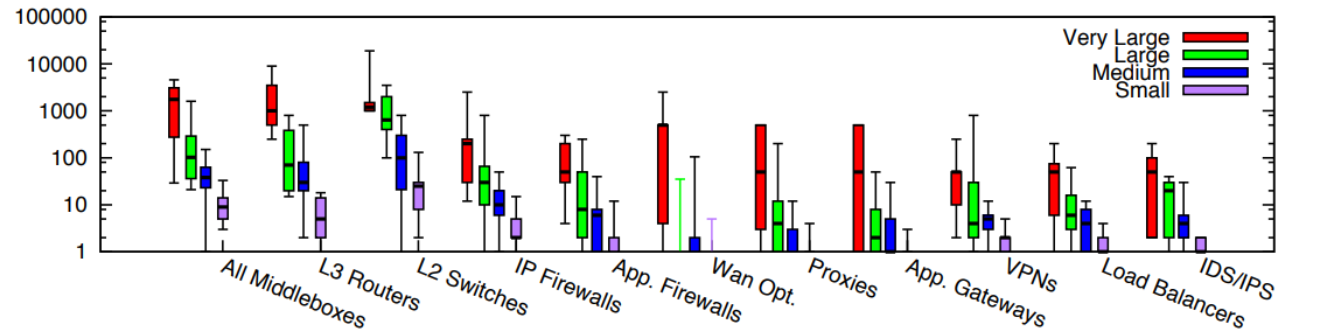 100000
10000
1000
100
10
1
Very Large
Large
Medium
Small
All Middleboxes
L3 Routers
L2 Switches
IP Firewalls
App. Firewalls
Wan Opt.
Proxies
App. Gateways
VPNs
Load Balancers
IDS/IPS